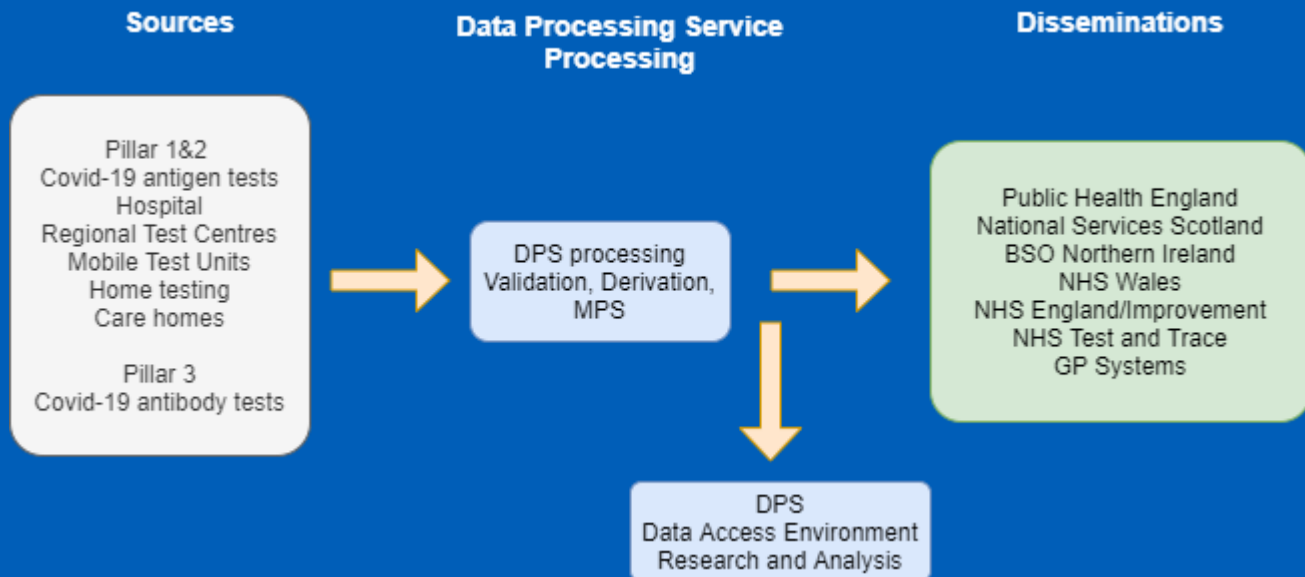 Sources
Data Processing Service
Processing
Disseminations
Pillar 1&2
Covid-19 antigen tests
Hospital
Regional Test Centres
Mobile Test Units
Home testing
Care homes
Pillar 3
Covid-19 antibody tests
DPS processing
Validation, Derivation,
MPS
Public Health England
National Services Scotland
BSO Northern Ireland
NHS Wales
NHS England/Improvement
NHS Test and Trace
GP Systems
DPS
Data Access Environment
Research and Analysis